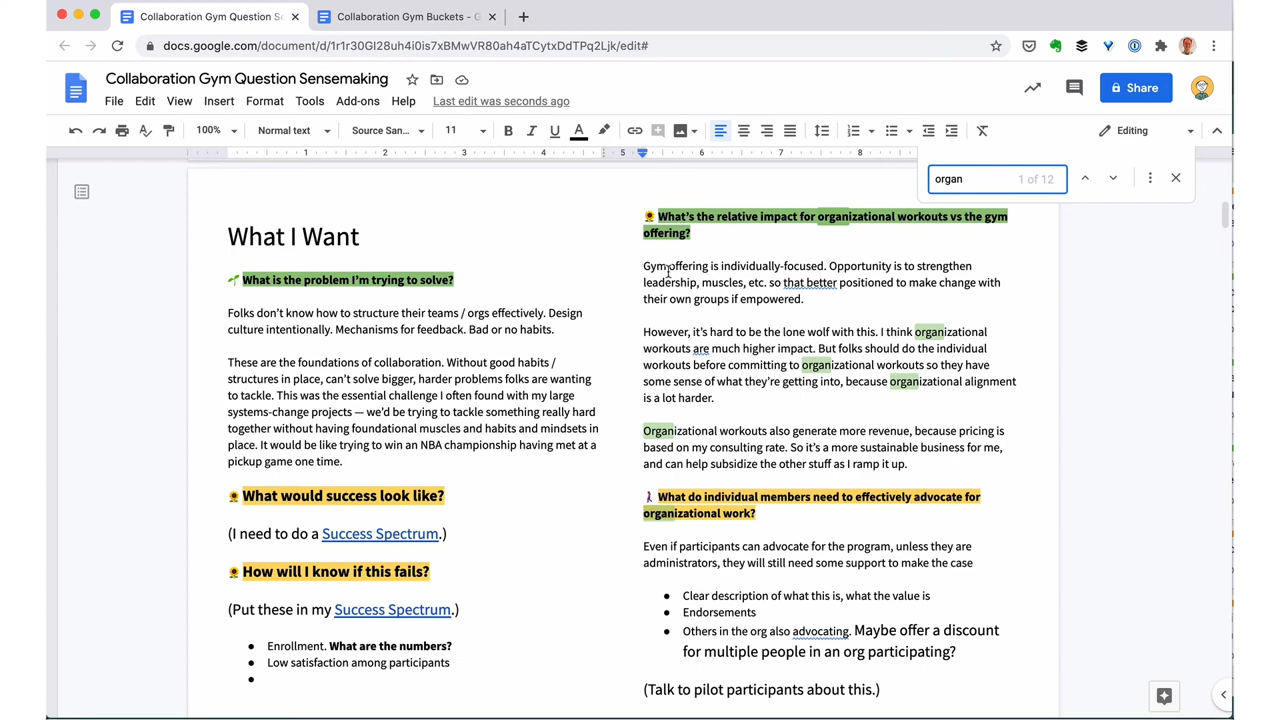 Collaboration Gym Question Se
Collaboration Gym Buckets - G
docs.google.com/document/d/1r1r30GI28uh4i0is7xBMwVR80ah4aTCytxDdTPq2Ljk/edit#
Collaboration Gym Question Sensemaking
File Edit View Insert Format Tools Add-ons Help Last edit was seconds ago
Share
100% Normal text Source San... 11 B I U A Editing
1 2 3 4 5 6 7 8
organ 1 of 12
What I Want
What is the problem I'm trying to solve?
Folks don't know how to structure their teams / orgs effectively. Design
culture intentionally. Mechanisms for feedback. Bad or no habits.
These are the foundations of collaboration. Without good habits /
structures in place, can't solve bigger, harder problems folks are wanting
to tackle. This was the essential challenge I often found with my large
systems-change projects — we'd be trying to tackle something really hard
together without having foundational muscles and habits and mindsets in
place. It would be like trying to win an NBA championship having met at a
pickup game one time.
What would success look like?
(I need to do a Success Spectrum.)
How will I know if this fails?
(Put these in my Success Spectrum.)
● Enrollment. What are the numbers?
● Low satisfaction among participants
●
What's the relative impact for organizational workouts vs the gym
offering?
Gym offering is individually-focused. Opportunity is to strengthen
leadership, muscles, etc. so that better positioned to make change with
their own groups if empowered.
However, it's hard to be the lone wolf with this. I think organizational
workouts are much higher impact. But folks should do the individual
workouts before committing to organizational workouts so they have
some sense of what they're getting into, because organizational alignment
is a lot harder.
Organizational workouts also generate more revenue, because pricing is
based on my consulting rate. So it's a more sustainable business for me,
and can help subsidize the other stuff as I ramp it up.
What do individual members need to effectively advocate for
organizational work?
Even if participants can advocate for the program, unless they are
administrators, they will still need some support to make the case
● Clear description of what this is, what the value is
● Endorsements
● Others in the org also advocating. Maybe offer a discount
for multiple people in an org participating?
(Talk to pilot participants about this.)